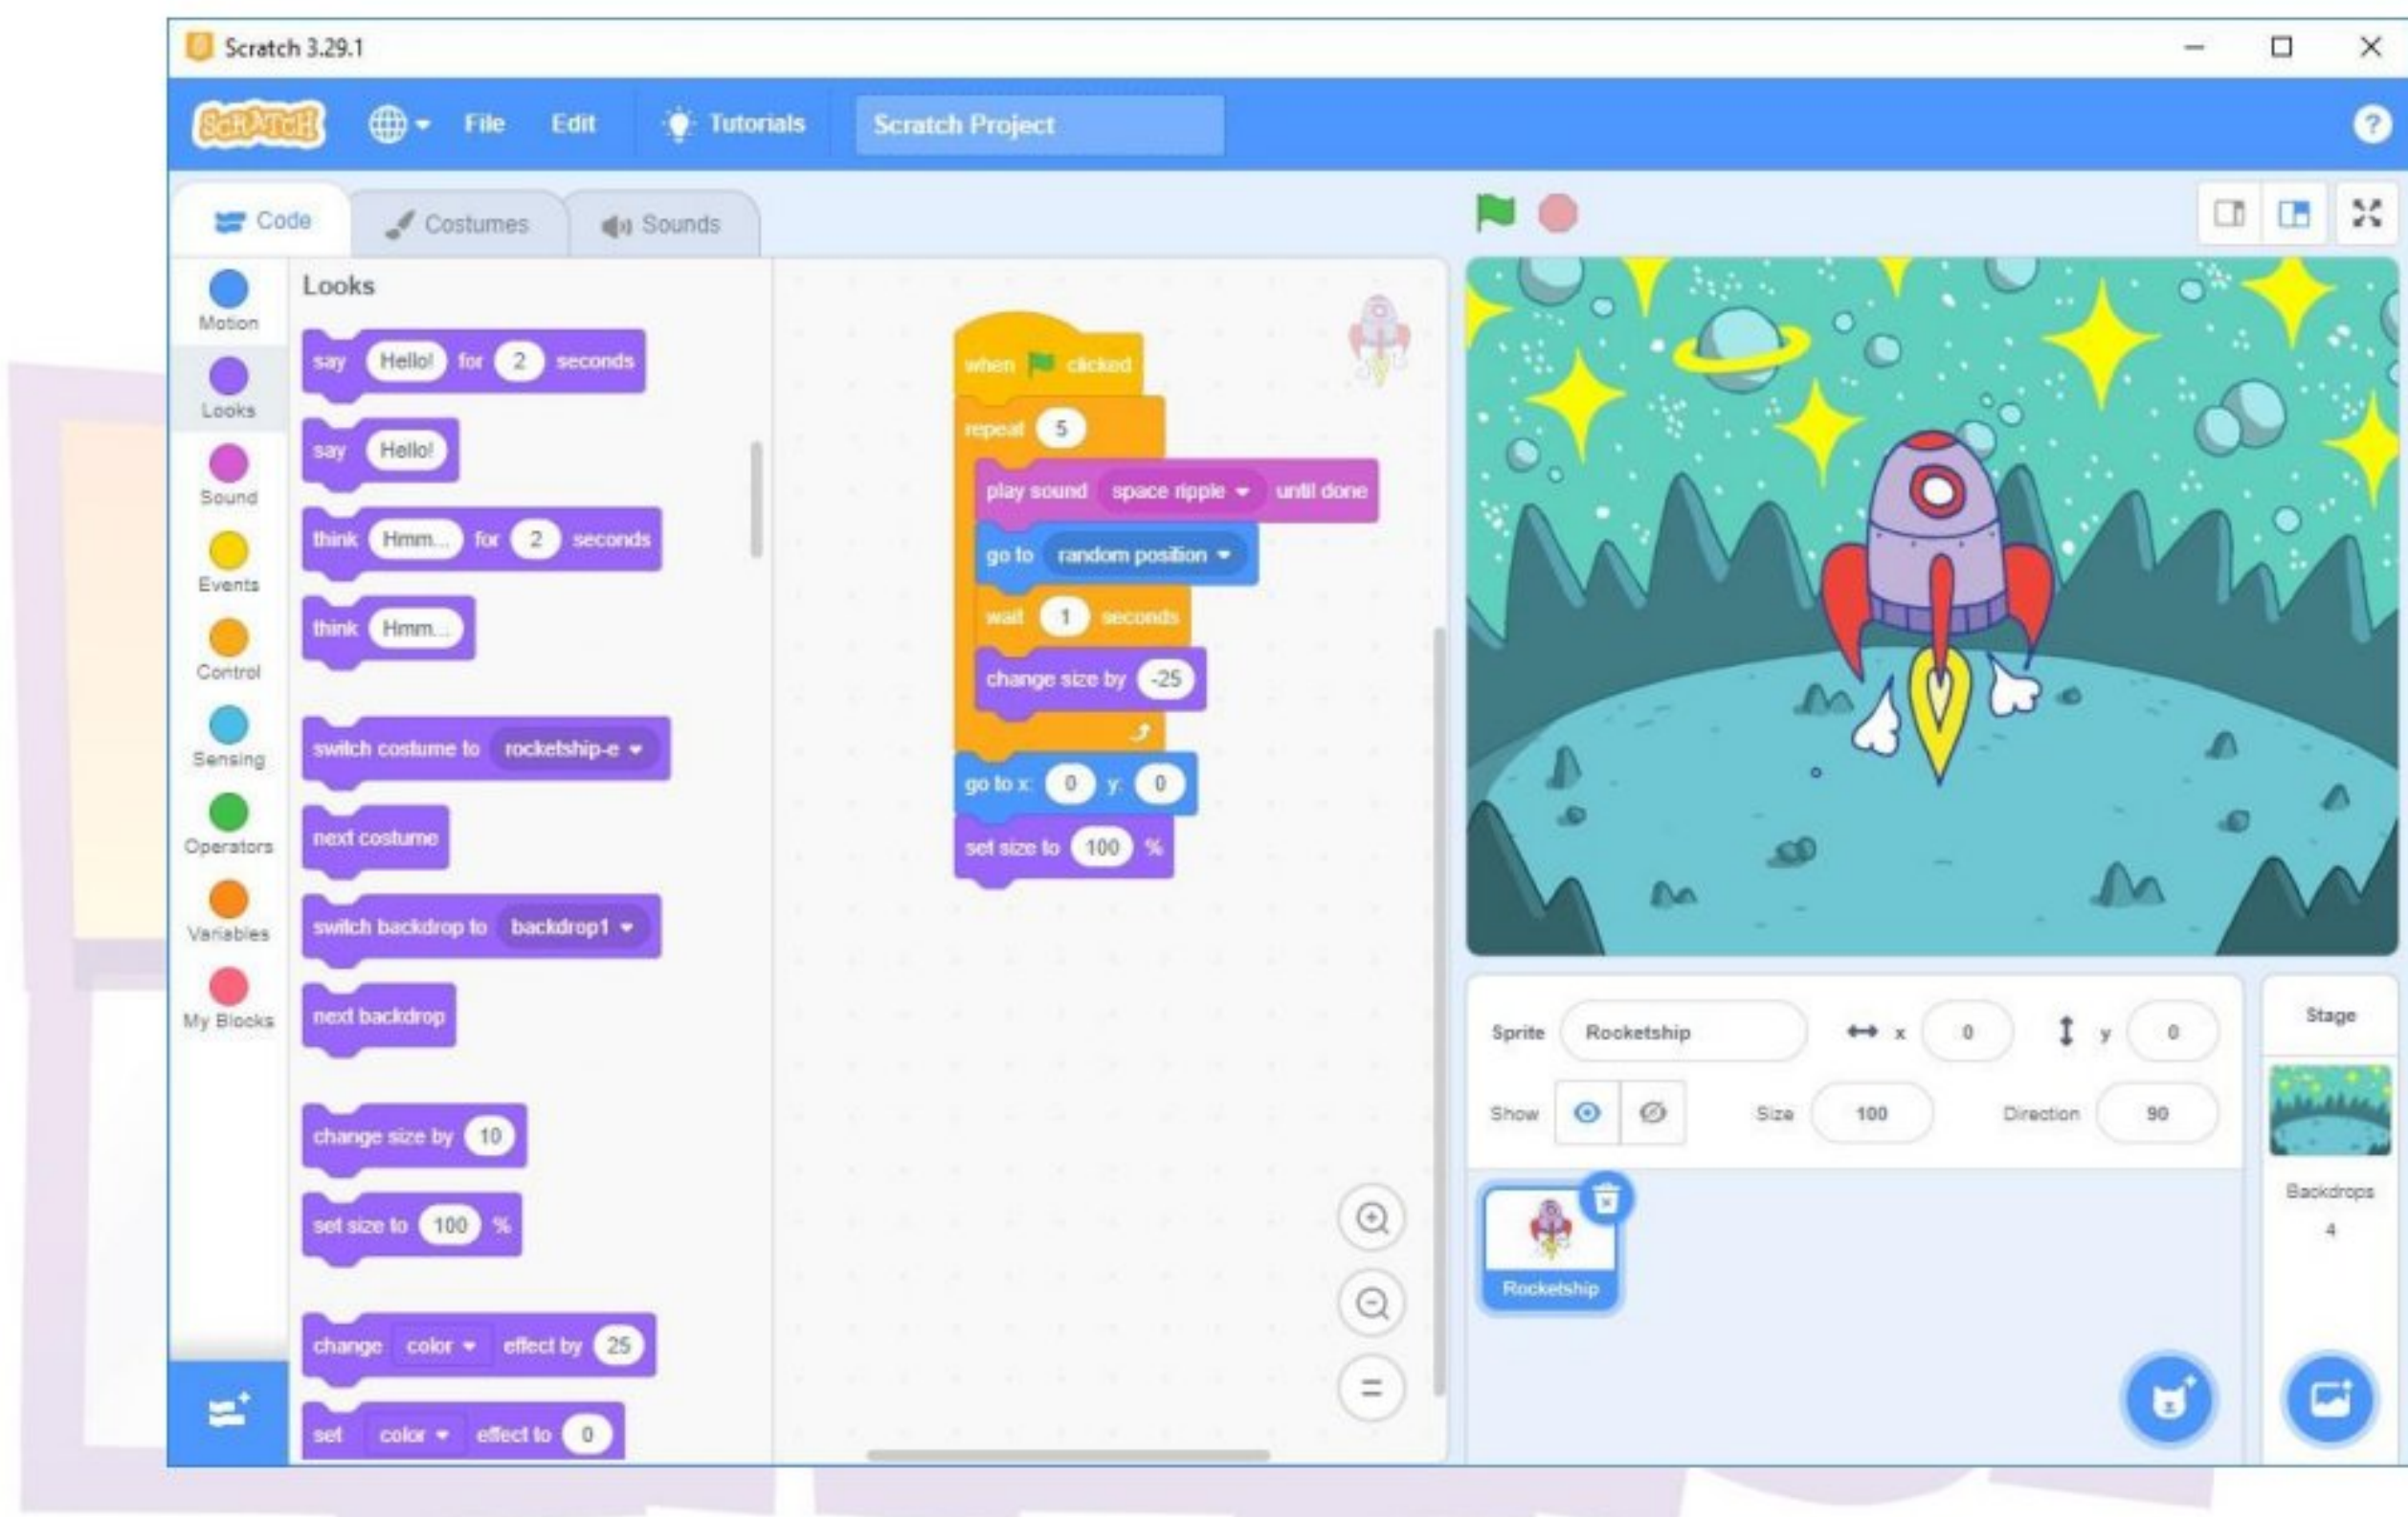 Scratch 3.29.1
SCRATCH File Edit Tutorials Scratch Project ?
Code Costumes Sounds
Motion
Looks
Sound
Events
Control
Sensing
Operators
Variables
My Blocks
Looks
say Hello! for 2 seconds
say Hello!
think Hmm... for 2 seconds
think Hmm...
switch costume to rocketship-e
next costume
switch backdrop to backdrop1
next backdrop
change size by 10
set size to 100 %
change color effect by 25
set color effect to 0
when clicked
repeat 5
play sound space ripple until done
go to random position
wait 1 seconds
change size by -25
go to x: 0 y: 0
set size to 100 %
Sprite Rocketship x 0 y 0
Show Size 100 Direction 90
Rocketship
Stage
Backdrops
4